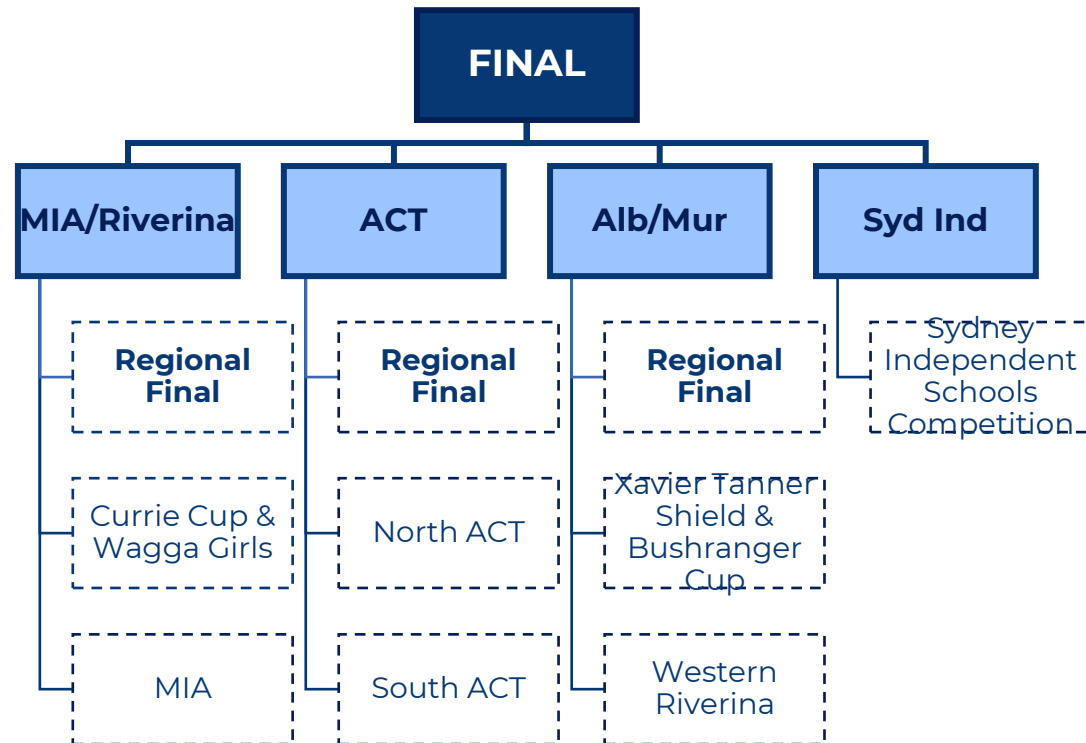 FINAL
MIA/Riverina
ACT
Alb/Mur
Syd Ind
Regional
Final
Regional
Final
Regional
Final
Sydney
Independent
Schools
Competition
Currie Cup &
Wagga Girls
North ACT
Xavier Tanner
Shield &
Bushranger
Cup
MIA
South ACT
Western
Riverina